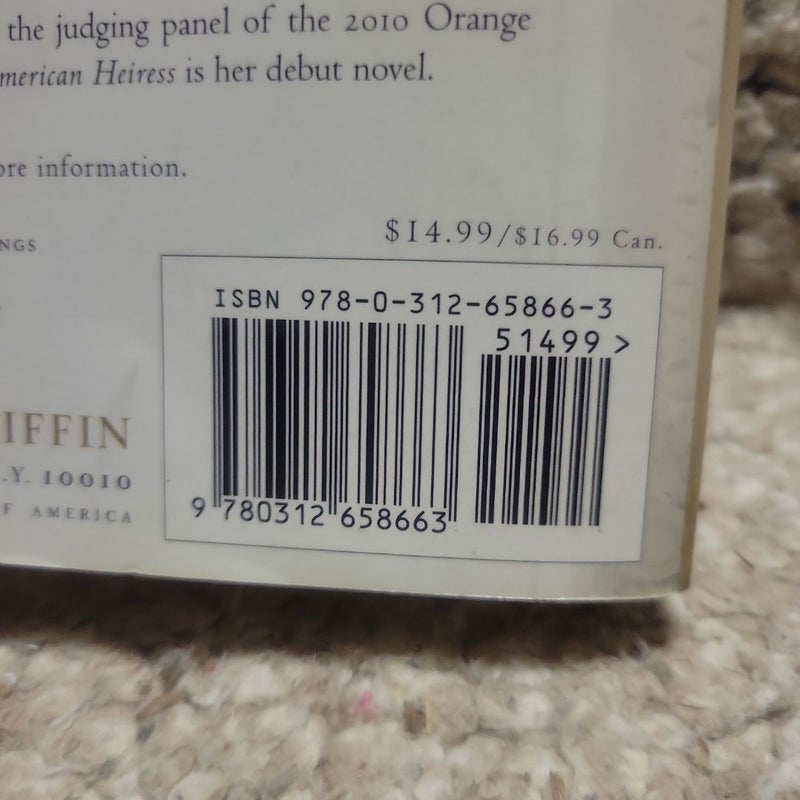 the judging panel of the 2010 Orange
merican Heiress is her debut novel.
ore information.
$14.99/$16.99 Can.
NGS
ISBN 978-0-312-65866-3
51499 >
IFFIN
.Y. 10010
F AMERICA
9 780312 658663